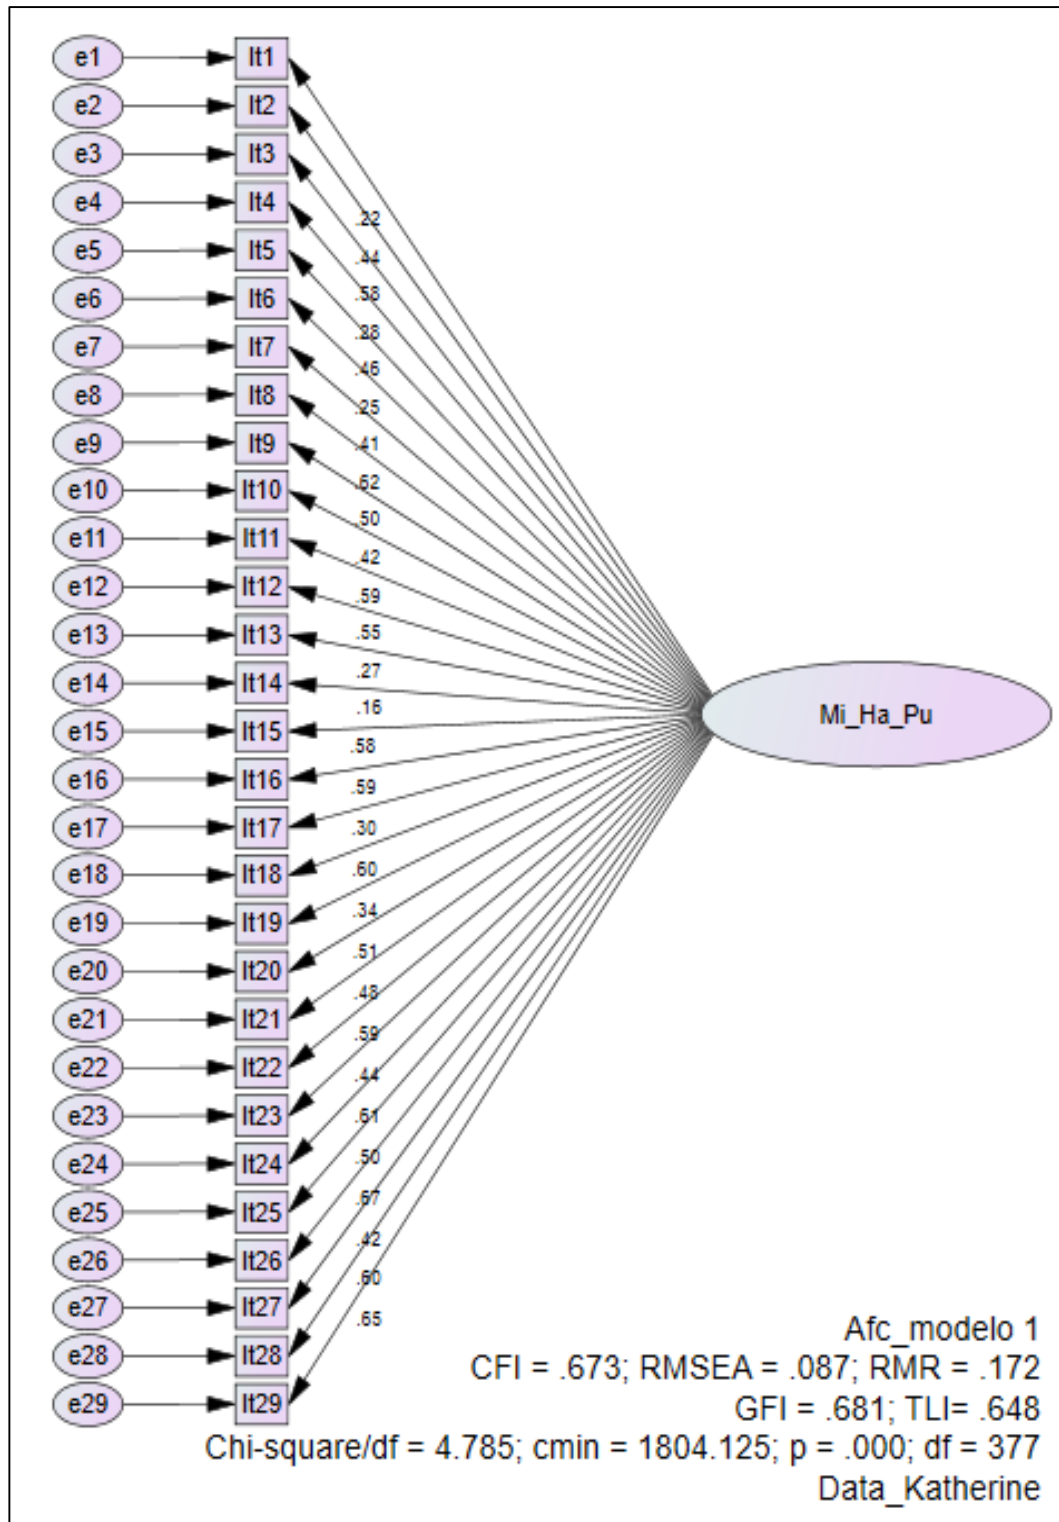 e1 It1
e2 It2
e3 It3
e4 It4
.22
e5 It5
.44
e6 It6
.58
.28
e7 It7
.46
e8 It8
.25
e9 It9
.41
.62
e10 It10
.50
e11 It11
.42
e12 It12
.59
e13 It13
.55
.27
e14 It14
.16
e15 It15
.58
e16 It16
.59
e17 It17
.30
.60
e18 It18
.34
e19 It19
.51
e20 It20
.48
e21 It21
.59
e22 It22
.44
e23 It23
.61
e24 It24
.50
.67
e25 It25
.42
e26 It26
.60
e27 It27
.65
e28 It28
e29 It29
Mi_Ha_Pu
Afc_modelo 1
CFI = .673; RMSEA = .087; RMR = .172
GFI = .681; TLI= .648
Chi-square/df = 4.785; cmin = 1804.125; p = .000; df = 377
Data_Katherine